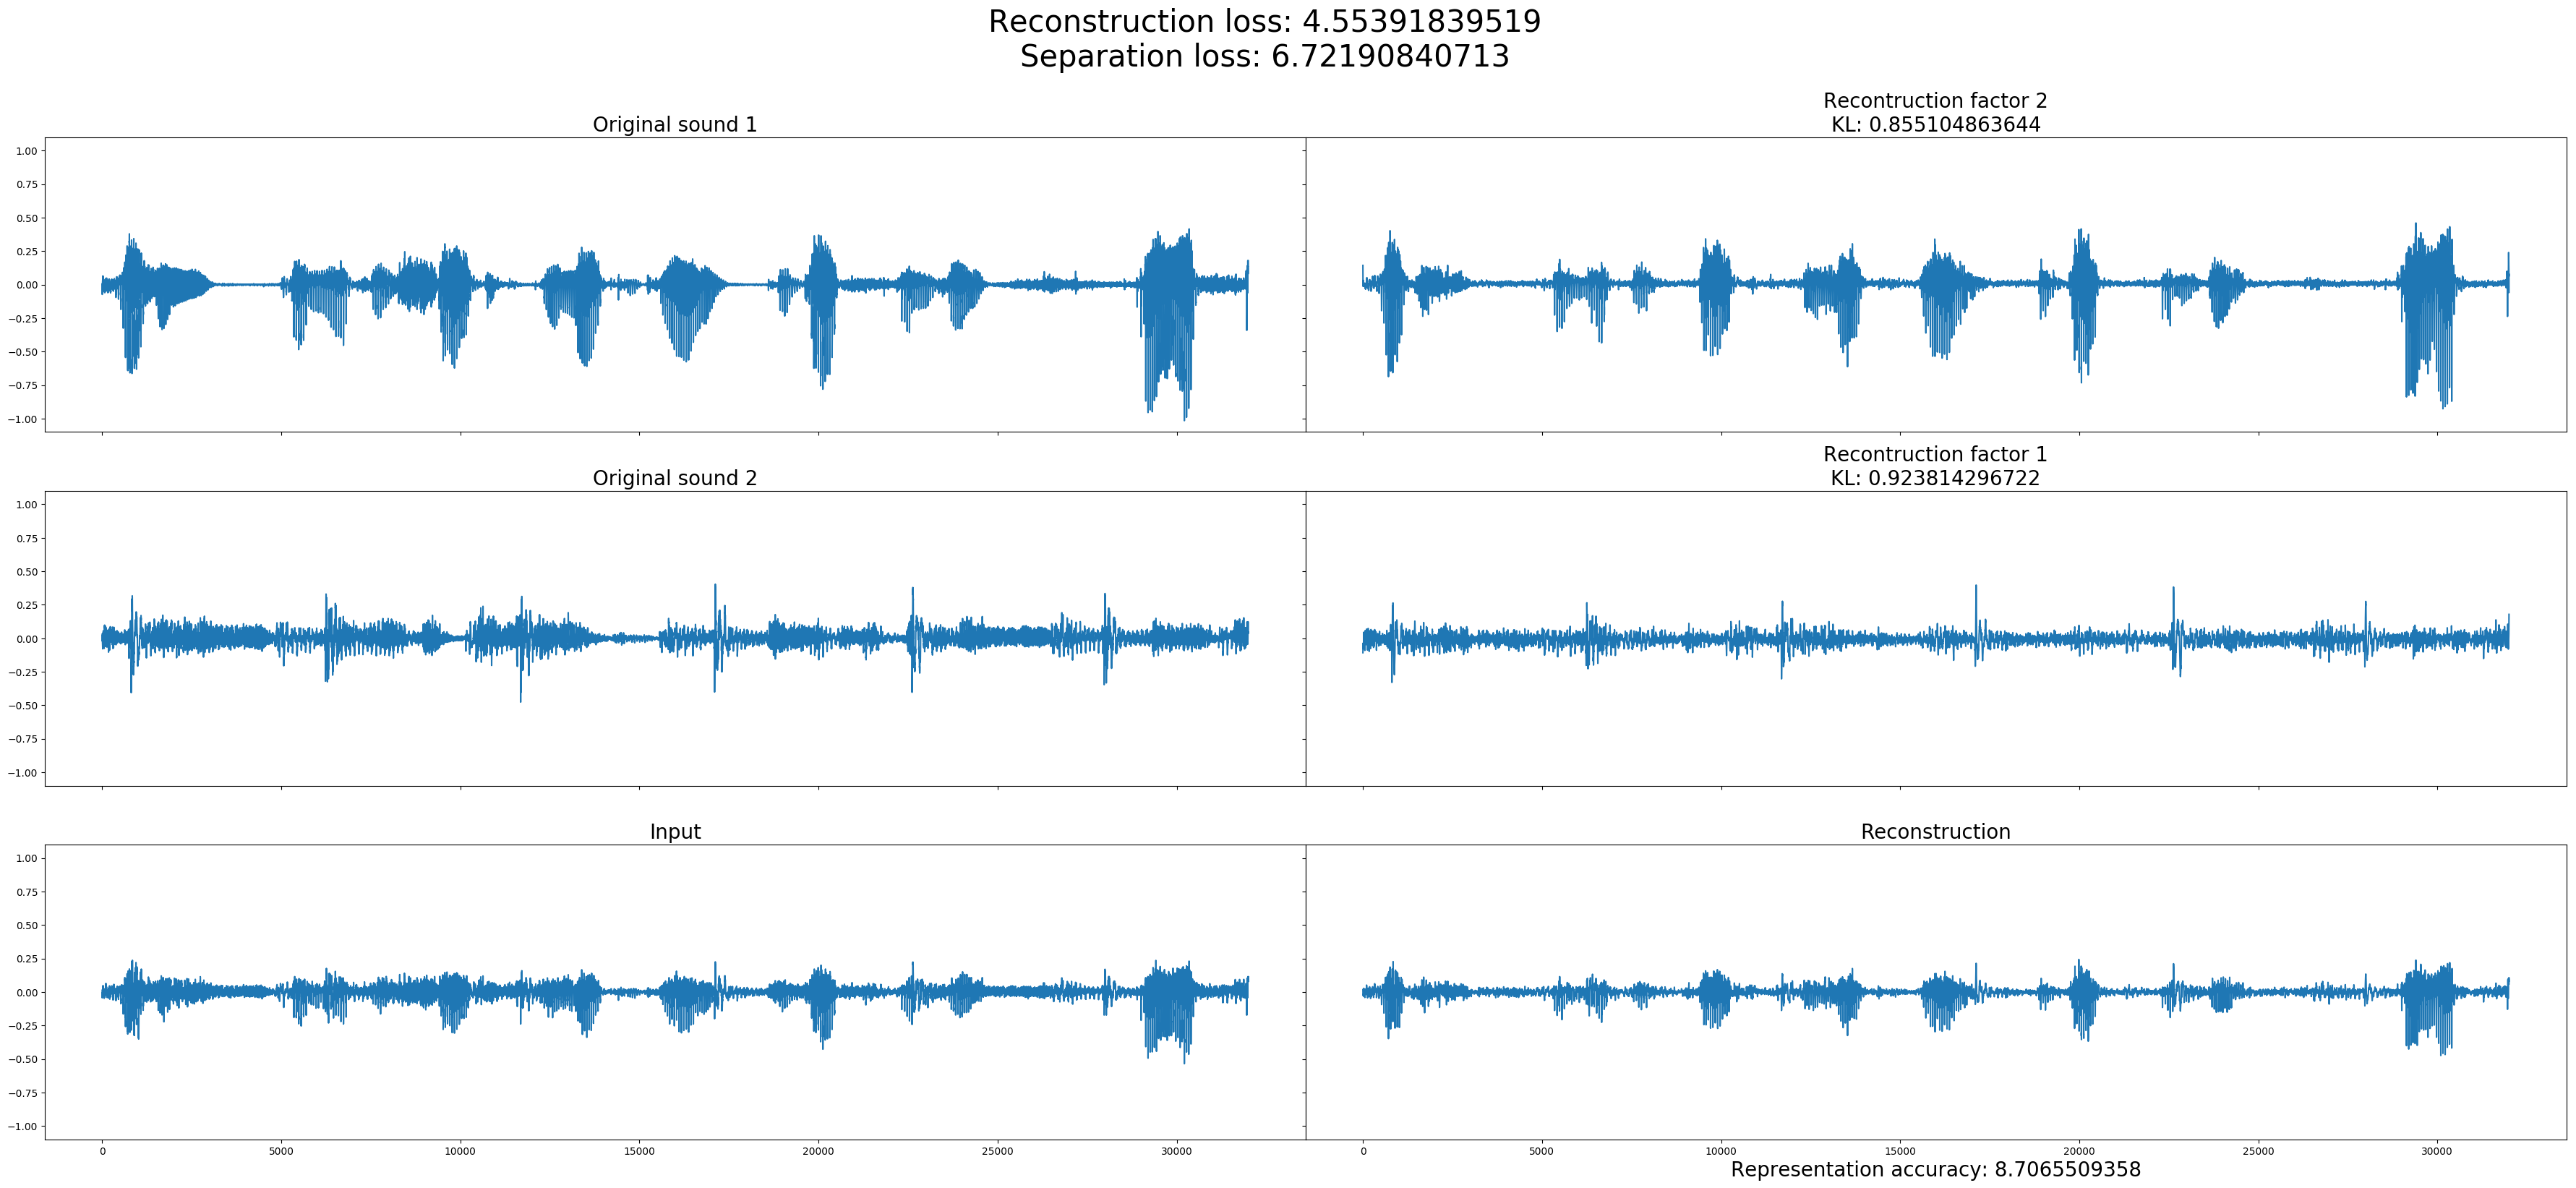 Reconstruction loss: 4.55391839519
Separation loss: 6.72190840713
Original sound 1
Recontruction factor 2
KL: 0.855104863644
1.00
0.75
0.50
0.25
0.00
−0.25
−0.50
−0.75
−1.00
Original sound 2
Recontruction factor 1
KL: 0.923814296722
1.00
0.75
0.50
0.25
0.00
−0.25
−0.50
−0.75
−1.00
Input
Reconstruction
1.00
0.75
0.50
0.25
0.00
−0.25
−0.50
−0.75
−1.00
0 5000 10000 15000 20000 25000 30000
0 5000 10000 15000 20000 25000 30000
Representation accuracy: 8.7065509358